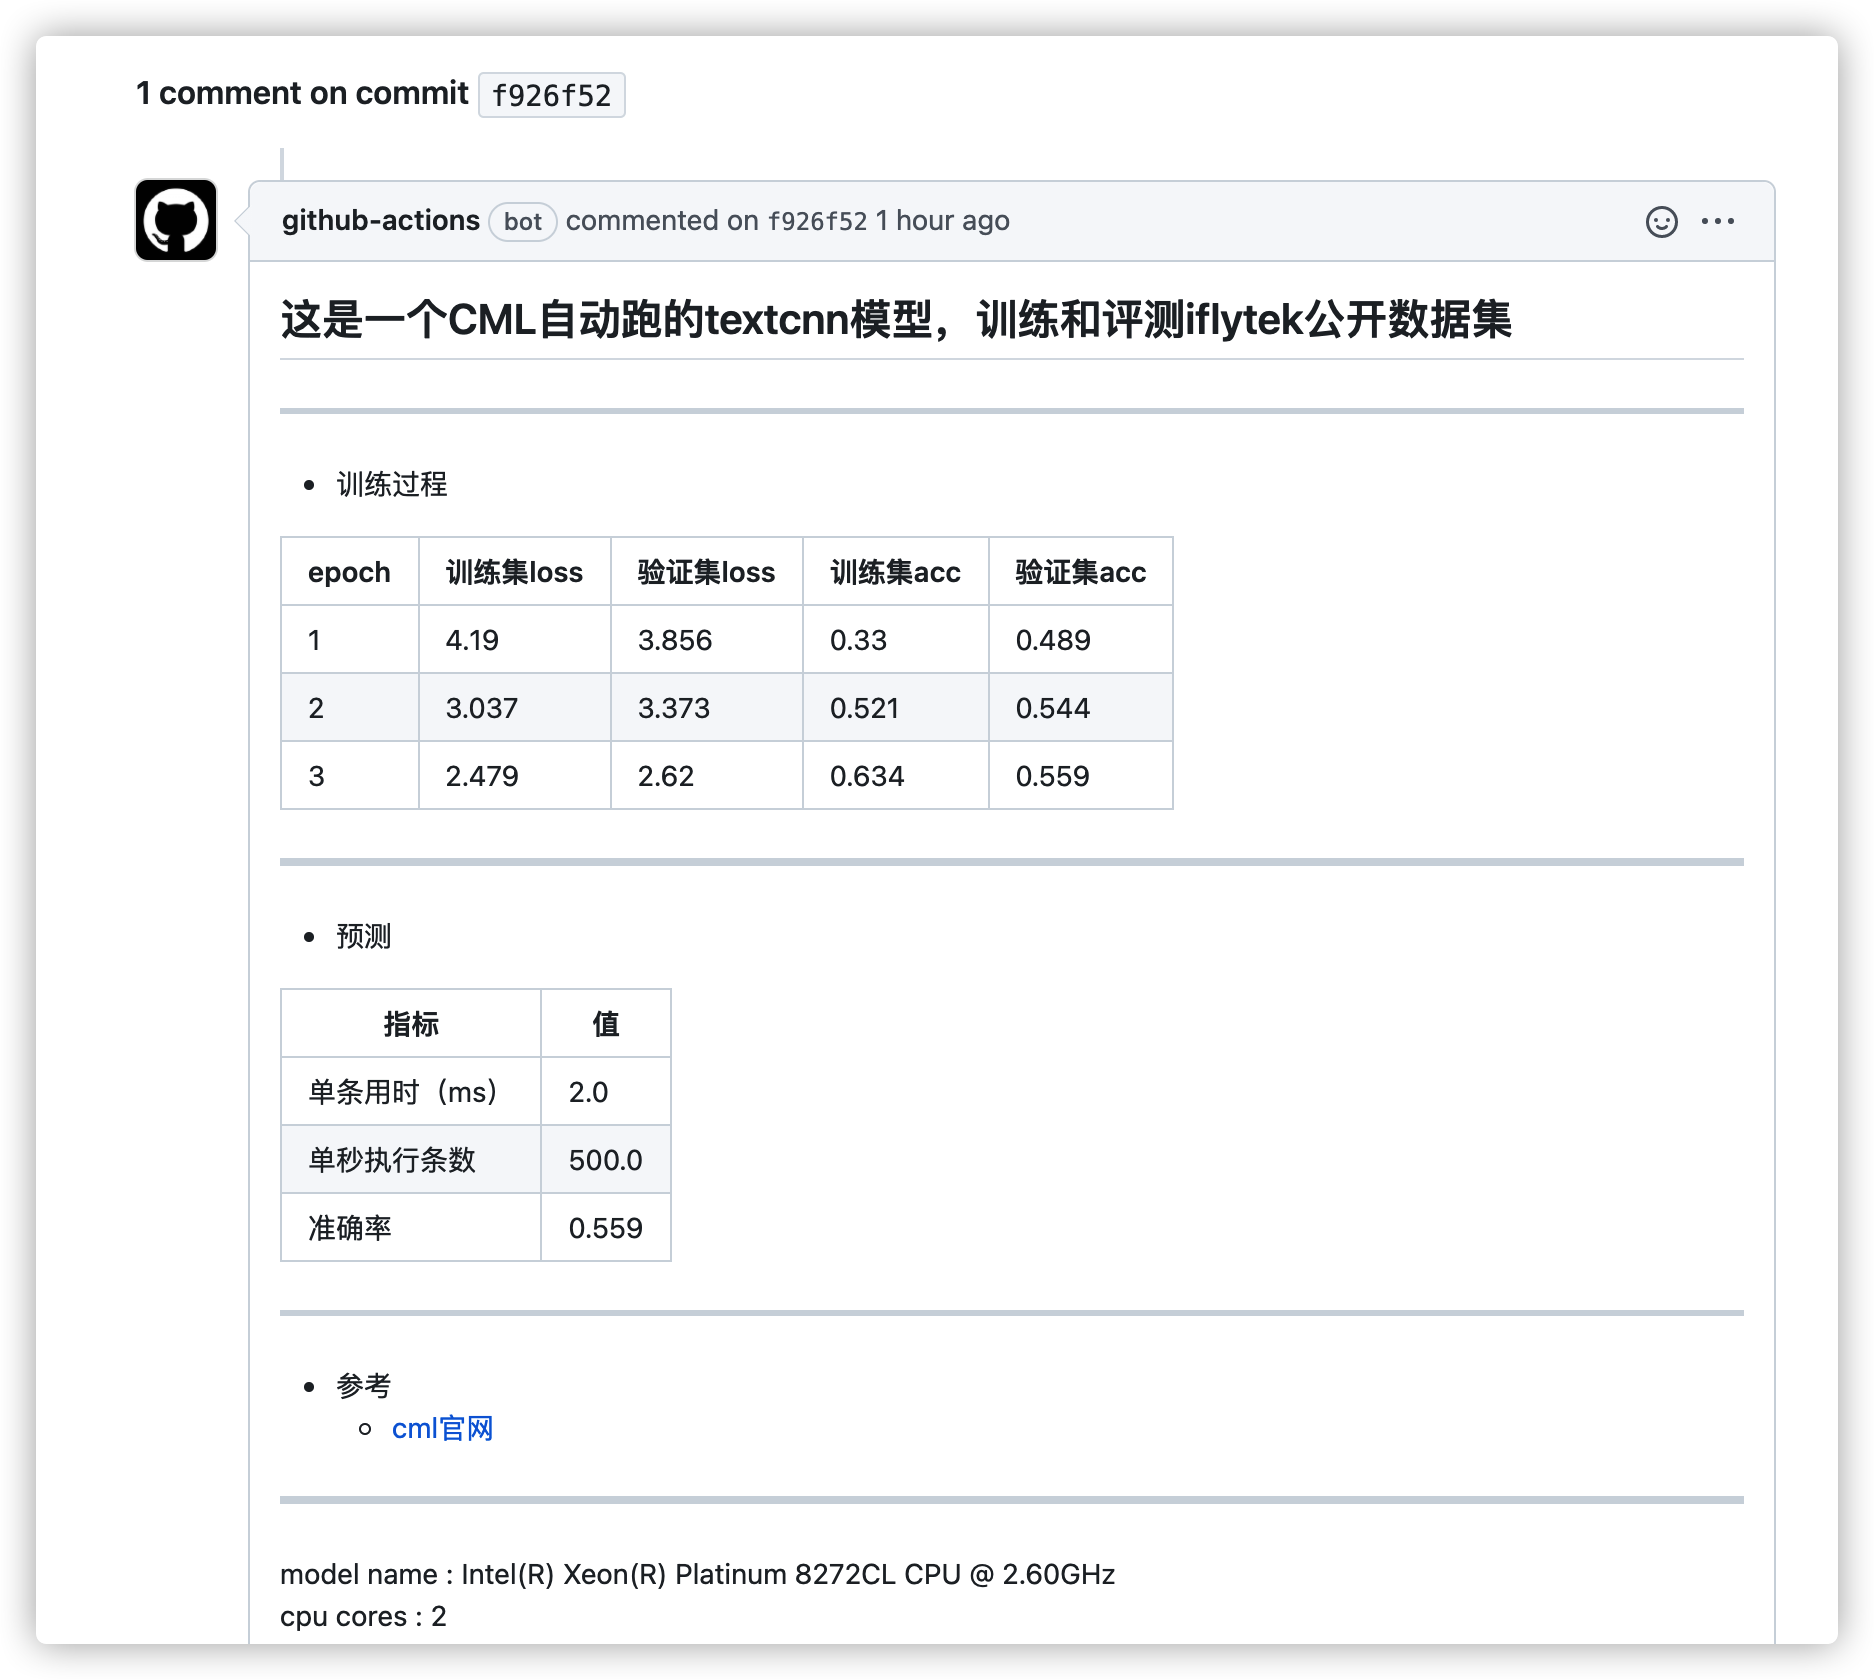 1 comment on commit f926f52
github-actions bot commented on f926f52 1 hour ago
这是一个CML自动跑的textcnn模型，训练和评测iflytek公开数据集
训练过程
epoch 训练集loss 验证集loss 训练集acc 验证集acc
1 4.19 3.856 0.33 0.489
2 3.037 3.373 0.521 0.544
3 2.479 2.62 0.634 0.559
预测
指标 值
单条用时（ms） 2.0
单秒执行条数 500.0
准确率 0.559
参考
cml官网
model name : Intel(R) Xeon(R) Platinum 8272CL CPU @ 2.60GHz
cpu cores : 2